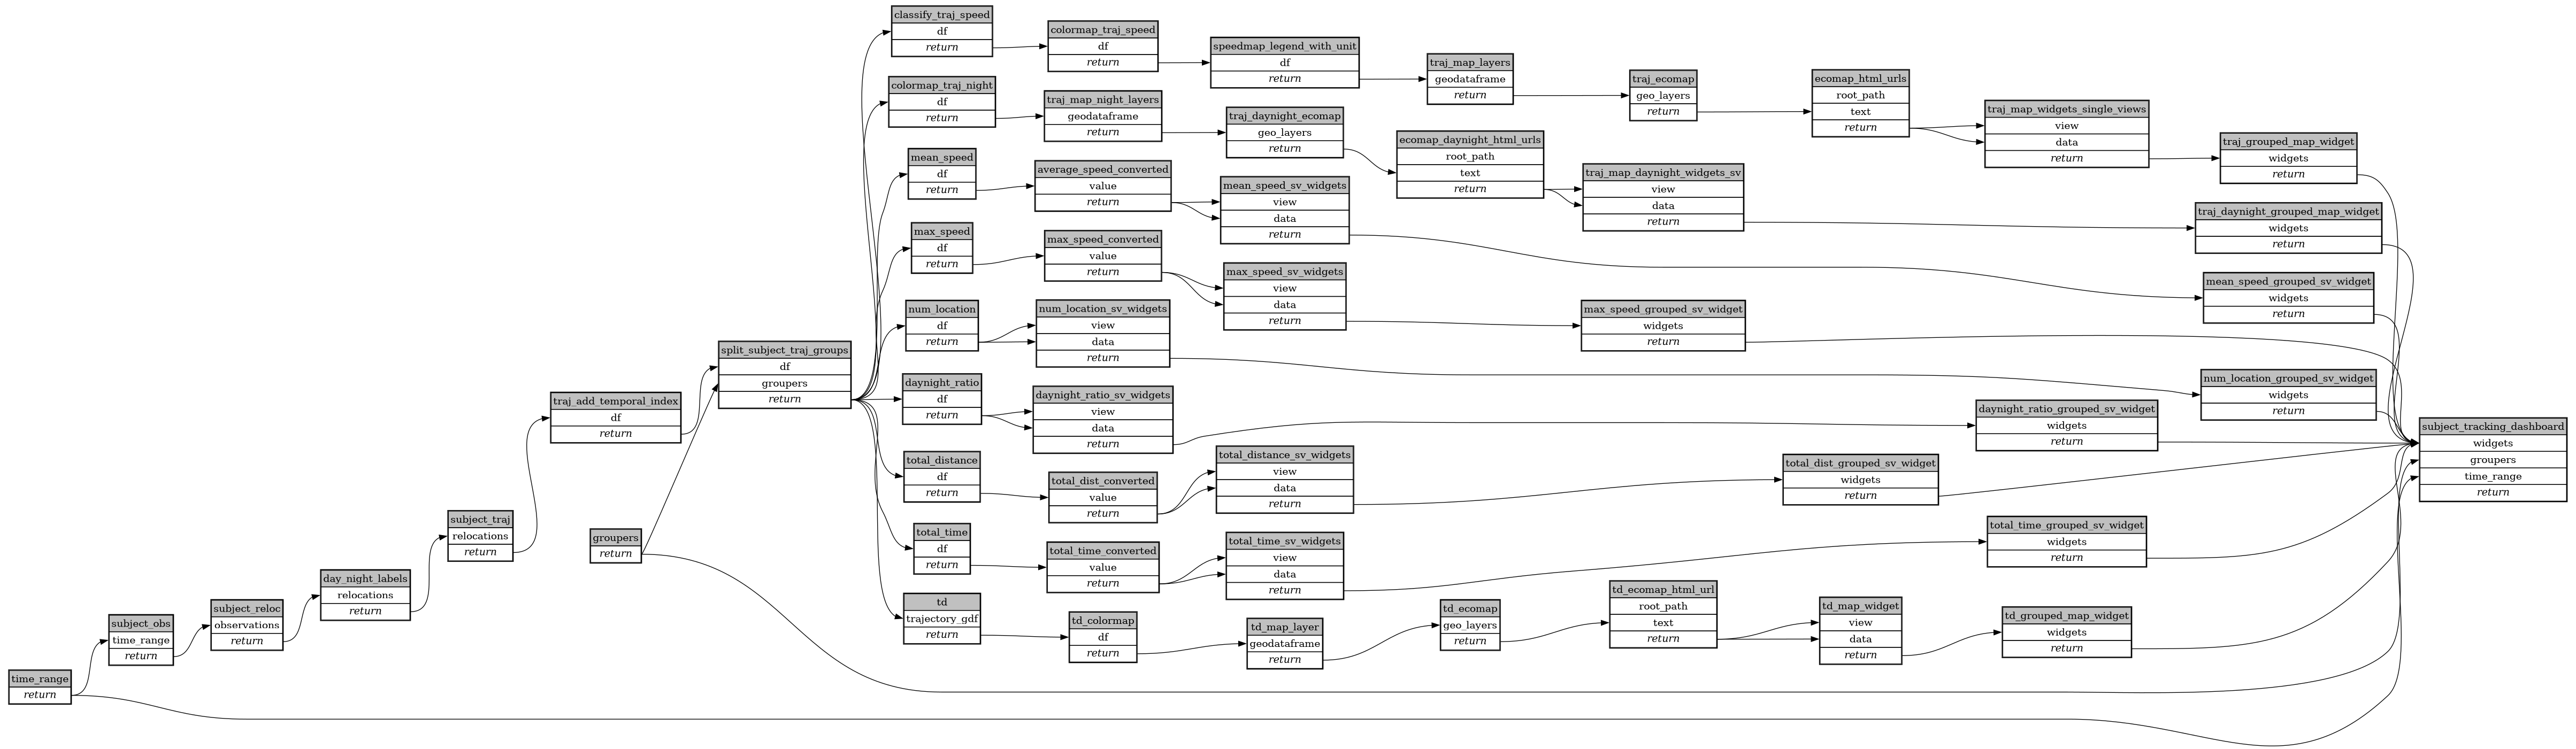 classify_traj_speed
df
return
colormap_traj_speed
df
return
speedmap_legend_with_unit
df
return
traj_map_layers
geodataframe
return
traj_ecomap
geo_layers
return
ecomap_html_urls
root_path
text
return
traj_map_widgets_single_views
view
data
return
traj_grouped_map_widget
widgets
return
colormap_traj_night
df
return
traj_map_night_layers
geodataframe
return
traj_daynight_ecomap
geo_layers
return
ecomap_daynight_html_urls
root_path
text
return
traj_map_daynight_widgets_sv
view
data
return
traj_daynight_grouped_map_widget
widgets
return
mean_speed
df
return
average_speed_converted
value
return
mean_speed_sv_widgets
view
data
return
mean_speed_grouped_sv_widget
widgets
return
max_speed
df
return
max_speed_converted
value
return
max_speed_sv_widgets
view
data
return
max_speed_grouped_sv_widget
widgets
return
num_location
df
return
num_location_sv_widgets
view
data
return
num_location_grouped_sv_widget
widgets
return
daynight_ratio
df
return
daynight_ratio_sv_widgets
view
data
return
daynight_ratio_grouped_sv_widget
widgets
return
total_distance
df
return
total_dist_converted
value
return
total_distance_sv_widgets
view
data
return
total_dist_grouped_sv_widget
widgets
return
total_time
df
return
total_time_converted
value
return
total_time_sv_widgets
view
data
return
total_time_grouped_sv_widget
widgets
return
td
trajectory_gdf
return
td_colormap
df
return
td_map_layer
geodataframe
return
td_ecomap
geo_layers
return
td_ecomap_html_url
root_path
text
return
td_map_widget
view
data
return
td_grouped_map_widget
widgets
return
time_range
return
subject_obs
time_range
return
subject_reloc
observations
return
day_night_labels
relocations
return
subject_traj
relocations
return
traj_add_temporal_index
df
return
groupers
return
split_subject_traj_groups
df
groupers
return
subject_tracking_dashboard
widgets
groupers
time_range
return